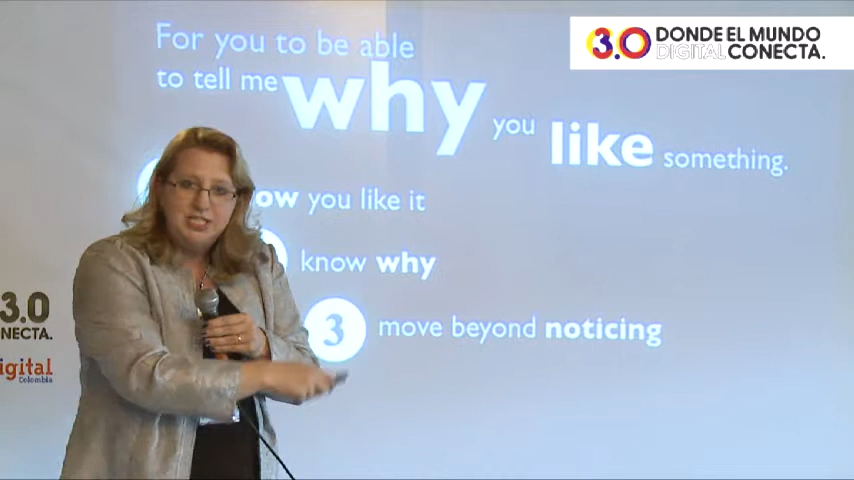 3.0 DONDE EL MUNDO
DIGITAL CONECTA.
For you to be able
to tell me why you like something.
ow you like it
know why
3 move beyond noticing
3.0
NECTA.
igital
Colombia